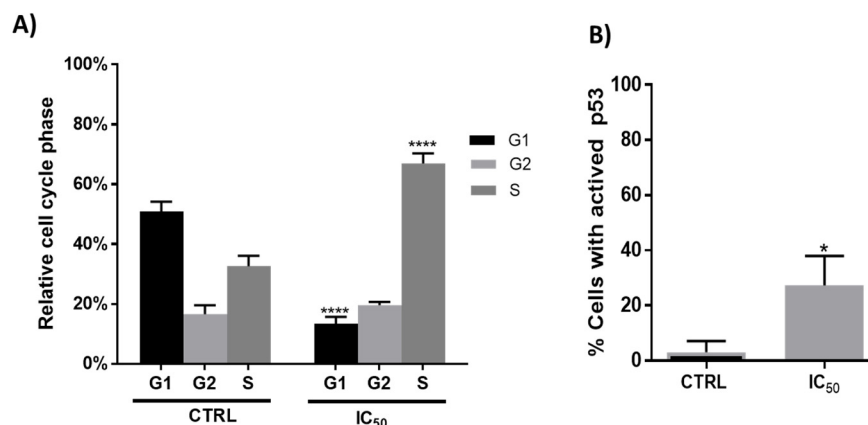 A)
Relative cell cycle phase
100%
80%
60%
40%
20%
0%
****
****
G1
G2
S
G1 G2 S G1 G2 S
CTRL IC50
B)
% Cells with actived p53
100
80
60
40
20
0
*
CTRL IC50